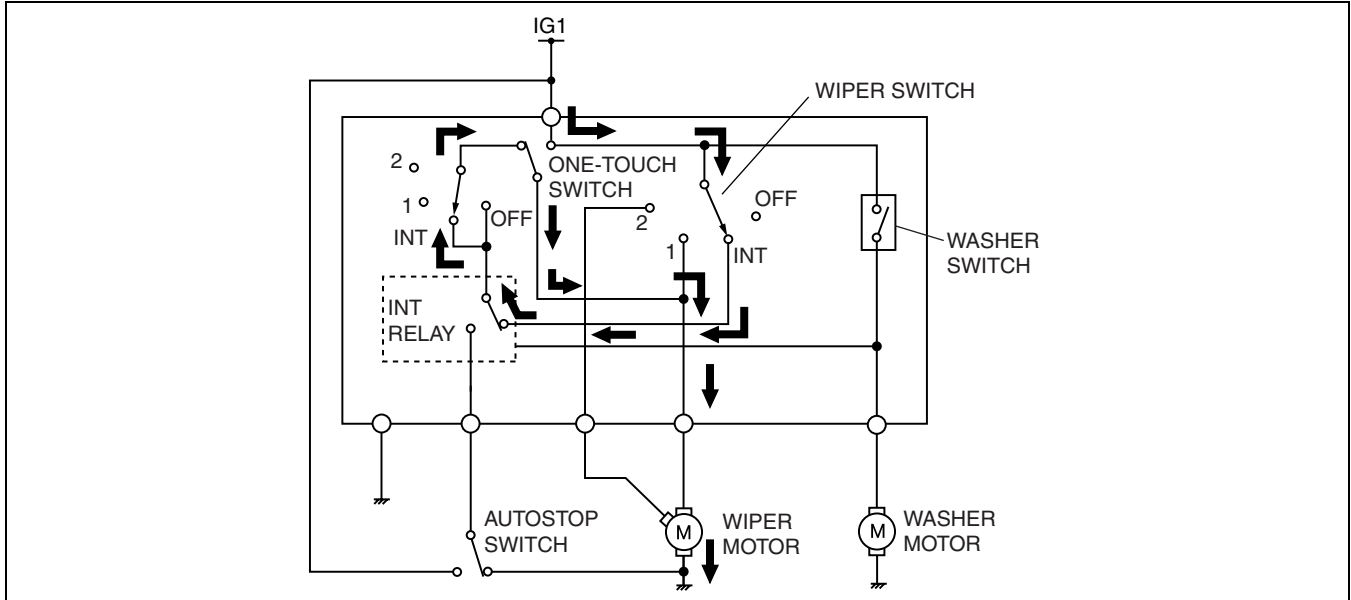 IG1
WIPER SWITCH
2
ONE-TOUCH
SWITCH
OFF
1
OFF
2
INT
1
INT
WASHER
SWITCH
INT
RELAY
AUTOSTOP
SWITCH
M
WIPER
MOTOR
M
WASHER
MOTOR